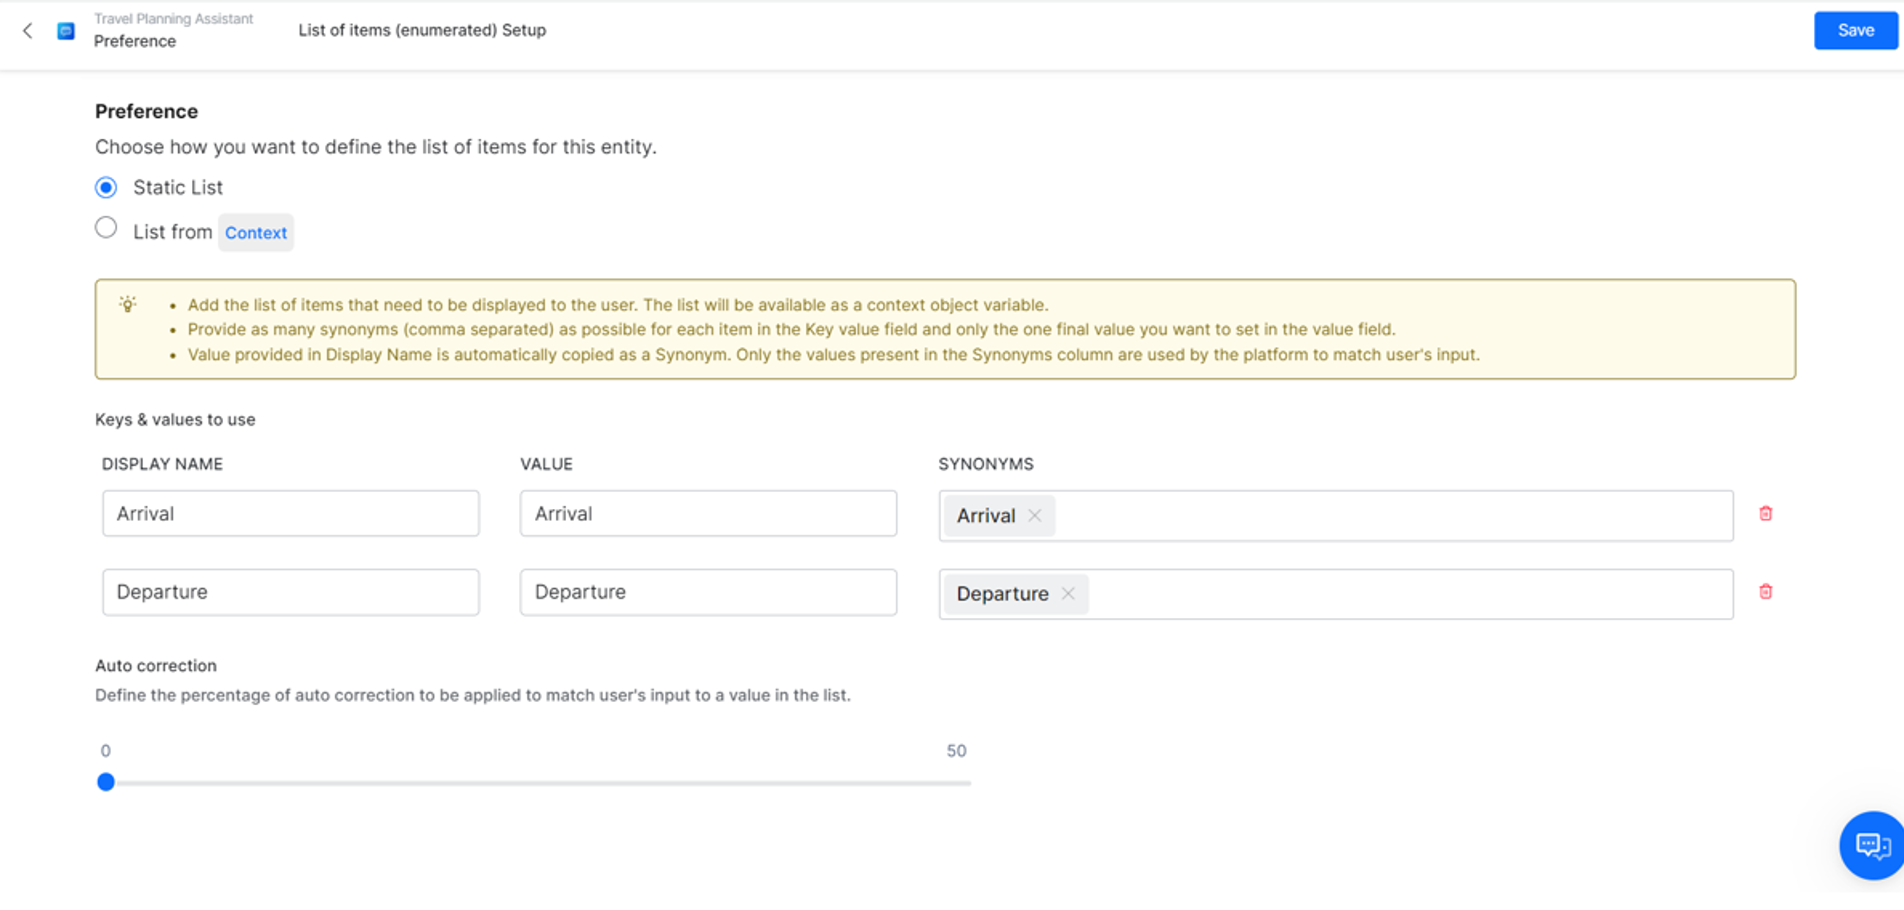 Travel Planning Assistant
Preference
List of items (enumerated) Setup
Save
Preference
Choose how you want to define the list of items for this entity.
Static List
List from Context
• Add the list of items that need to be displayed to the user. The list will be available as a context object variable.
• Provide as many synonyms (comma separated) as possible for each item in the Key value field and only the one final value you want to set in the value field.
• Value provided in Display Name is automatically copied as a Synonym. Only the values present in the Synonyms column are used by the platform to match user's input.
Keys & values to use
DISPLAY NAME VALUE SYNONYMS
Arrival Arrival Arrival
Departure Departure Departure
Auto correction
Define the percentage of auto correction to be applied to match user's input to a value in the list.
0 50